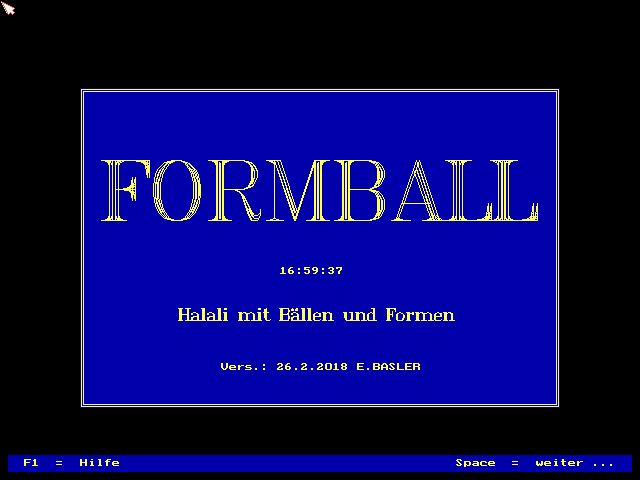 FORMBALL
16:59:37
Halali mit Bällen und Formen
Vers.: 26.2.2018 E.BASLER
F1 = Hilfe Space = weiter ...